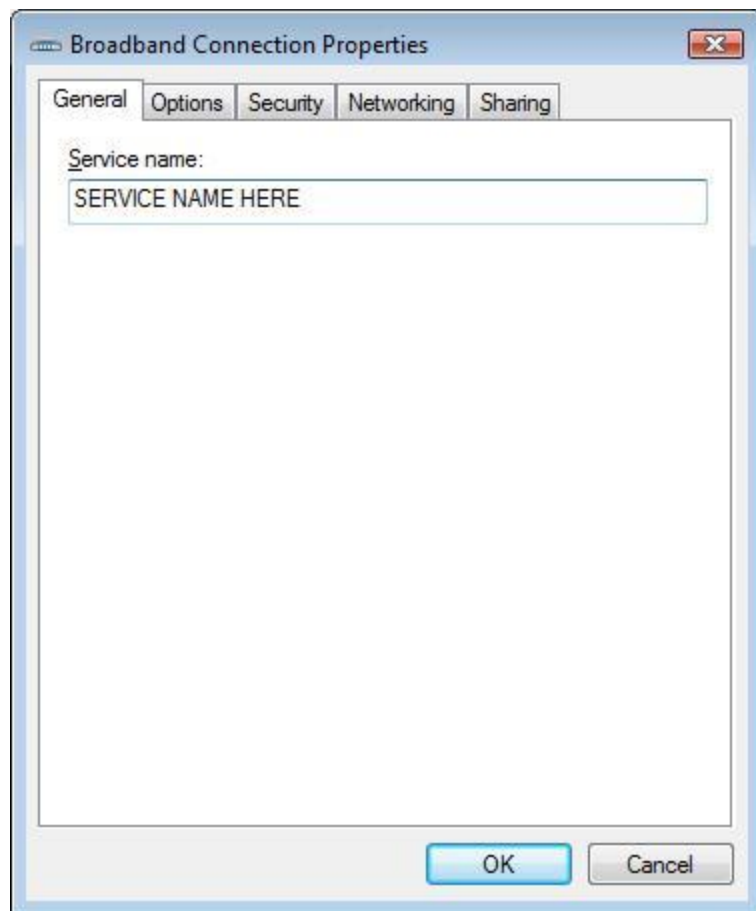 Broadband Connection Properties
General Options Security Networking Sharing
Service name:
SERVICE NAME HERE
OK Cancel